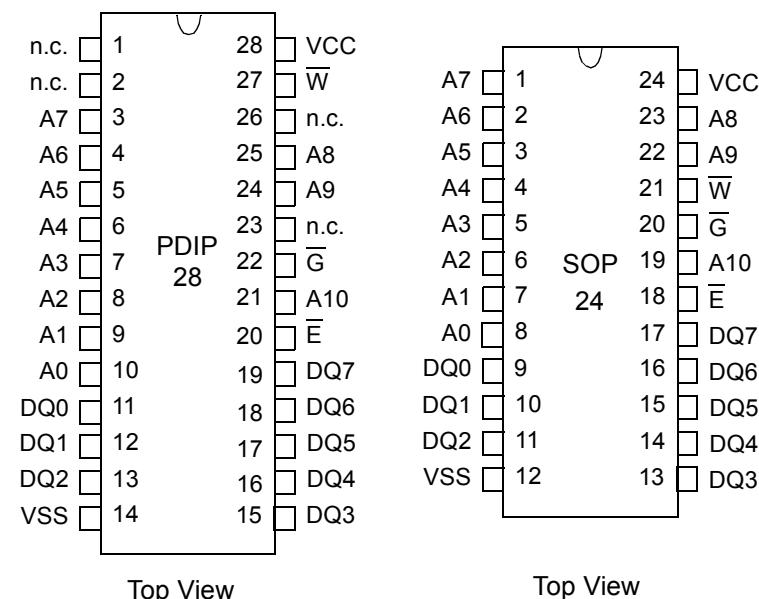 n.c. 1 28 VCC
n.c. 2 27 W̅
A7 3 26 n.c.
A6 4 25 A8
A5 5 24 A9
A4 6 23 n.c.
A3 7 22 G̅
A2 8 21 A10
A1 9 20 E̅
A0 10 19 DQ7
DQ0 11 18 DQ6
DQ1 12 17 DQ5
DQ2 13 16 DQ4
VSS 14 15 DQ3
PDIP
28
Top View
A7 1 24 VCC
A6 2 23 A8
A5 3 22 A9
A4 4 21 W̅
A3 5 20 G̅
A2 6 19 A10
A1 7 18 E̅
A0 8 17 DQ7
DQ0 9 16 DQ6
DQ1 10 15 DQ5
DQ2 11 14 DQ4
VSS 12 13 DQ3
SOP
24
Top View